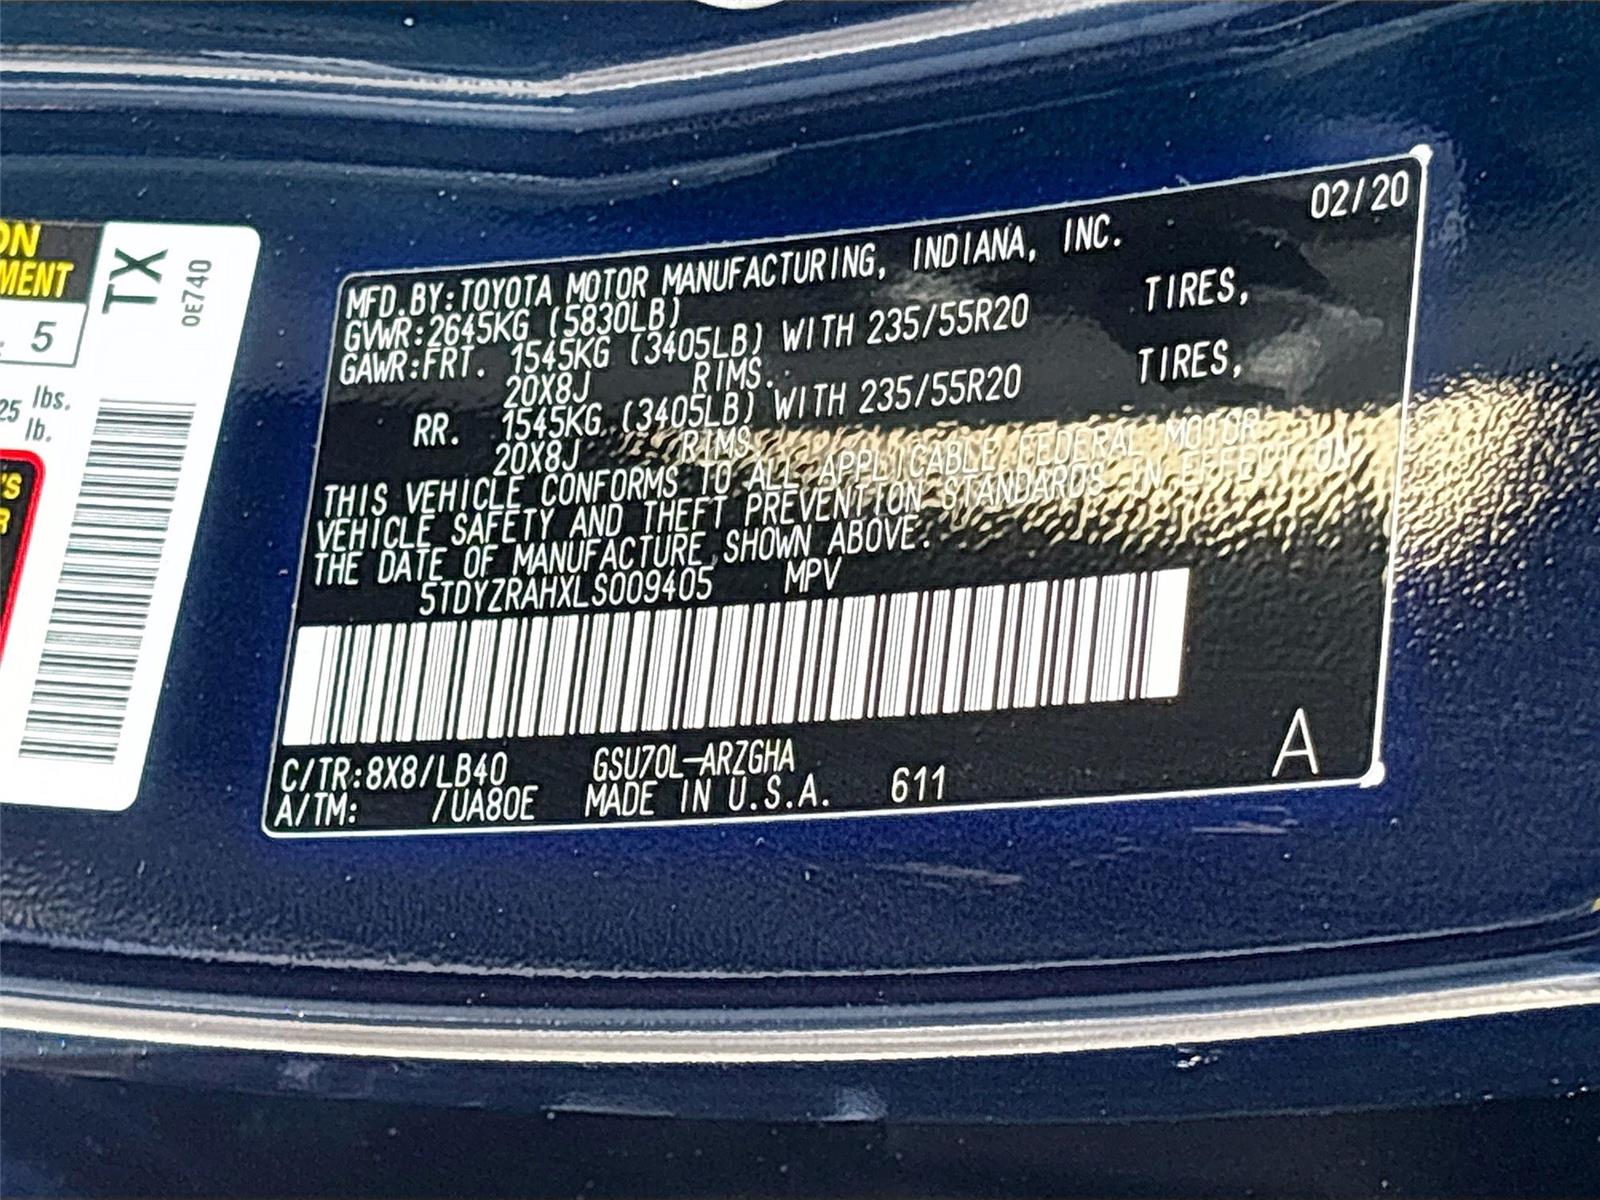 ON
MENT
5
25 lbs.
lb.
'S
R
TX
0E740
02/20
MFD.BY:TOYOTA MOTOR MANUFACTURING, INDIANA, INC.
GVWR:2645KG (5830LB)
GAWR:FRT. 1545KG (3405LB) WITH 235/55R20 TIRES,
20X8J RIMS.
RR. 1545KG (3405LB) WITH 235/55R20 TIRES,
20X8J RIMS.
THIS VEHICLE CONFORMS TO ALL APPLICABLE FEDERAL MOTOR
VEHICLE SAFETY AND THEFT PREVENTION STANDARDS IN EFFECT ON
THE DATE OF MANUFACTURE SHOWN ABOVE.
5TDYZRAHXLS009405 MPV
C/TR:8X8/LB40 GSU70L-ARZGHA
A/TM: /UA80E MADE IN U.S.A. 611
A